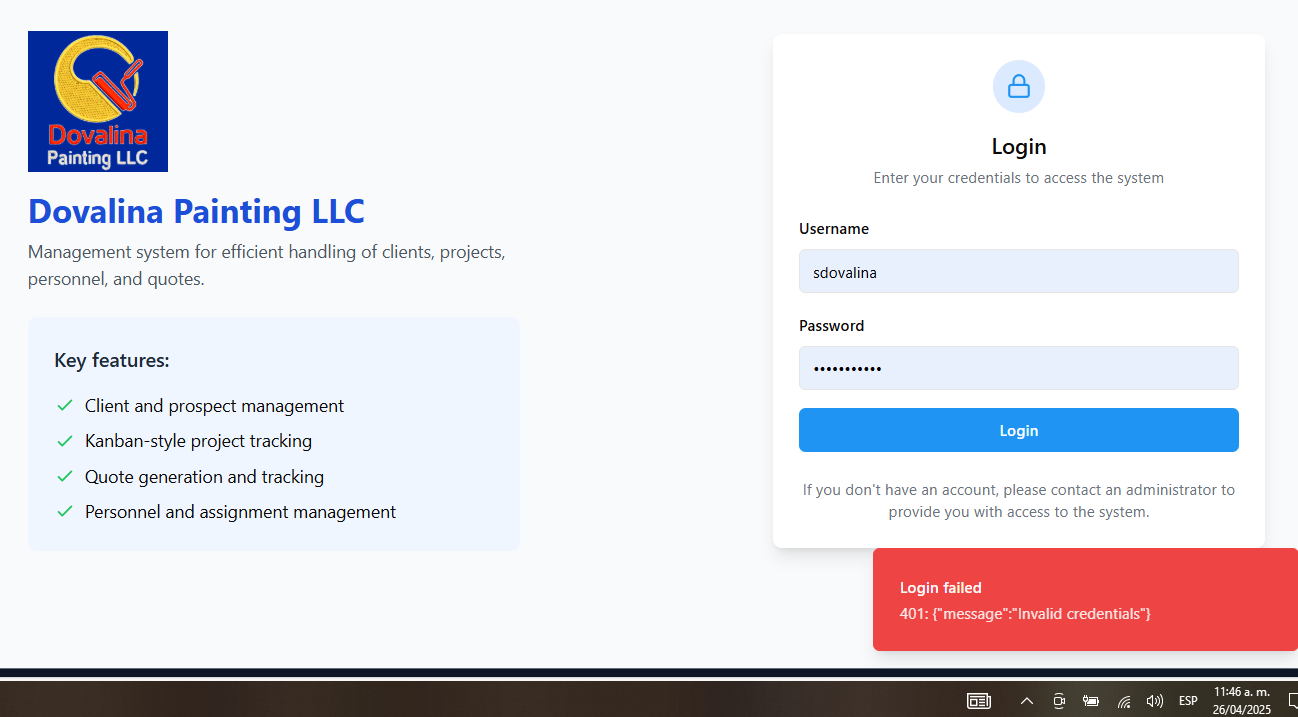 Dovalina
Painting LLC
Dovalina Painting LLC
Management system for efficient handling of clients, projects,
personnel, and quotes.
Key features:
Client and prospect management
Kanban-style project tracking
Quote generation and tracking
Personnel and assignment management
Login
Enter your credentials to access the system
Username
sdovalina
Password
•••••••••••
Login
If you don't have an account, please contact an administrator to
provide you with access to the system.
Login failed
401: {"message":"Invalid credentials"}
ESP
11:46 a. m.
26/04/2025